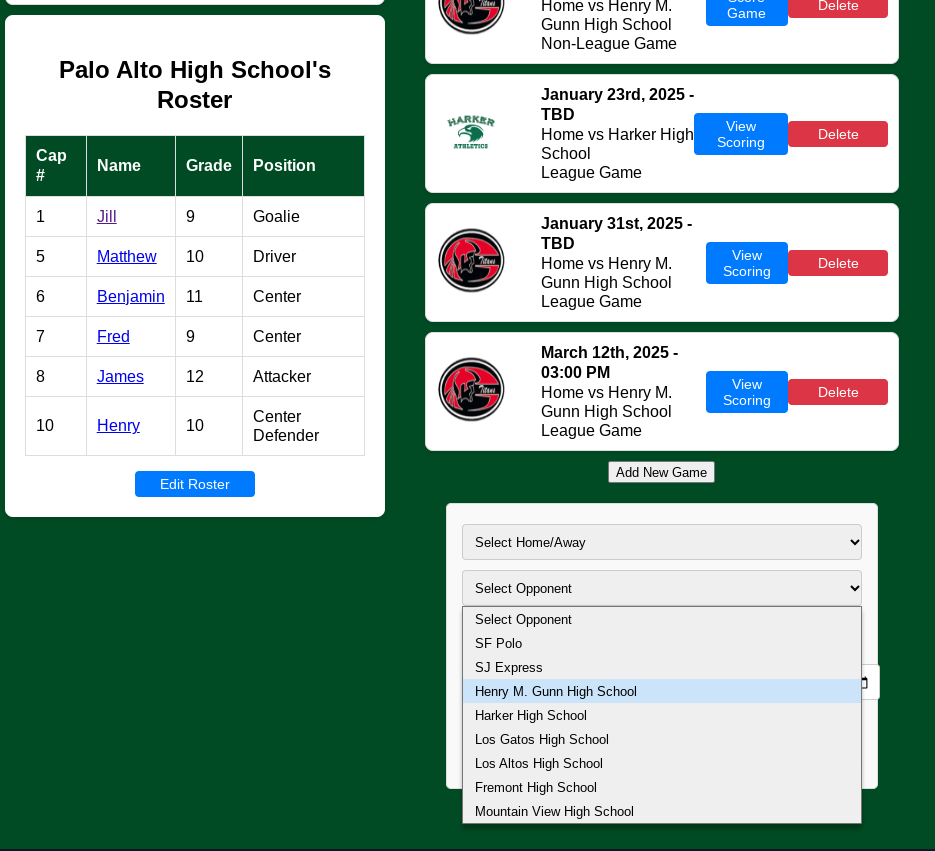 Palo Alto High School's
Roster
Cap # Name Grade Position
1 Jill 9 Goalie
5 Matthew 10 Driver
6 Benjamin 11 Center
7 Fred 9 Center
8 James 12 Attacker
10 Henry 10 Center Defender
Edit Roster
Home vs Henry M.
Gunn High School
Non-League Game
Score
Game
Delete
HARKER
ATHLETICS
January 23rd, 2025 -
TBD
Home vs Harker High
School
League Game
View
Scoring
Delete
Titans
January 31st, 2025 -
TBD
Home vs Henry M.
Gunn High School
League Game
View
Scoring
Delete
Titans
March 12th, 2025 -
03:00 PM
Home vs Henry M.
Gunn High School
League Game
View
Scoring
Delete
Add New Game
Select Home/Away
Select Opponent
Select Opponent
SF Polo
SJ Express
Henry M. Gunn High School
Harker High School
Los Gatos High School
Los Altos High School
Fremont High School
Mountain View High School